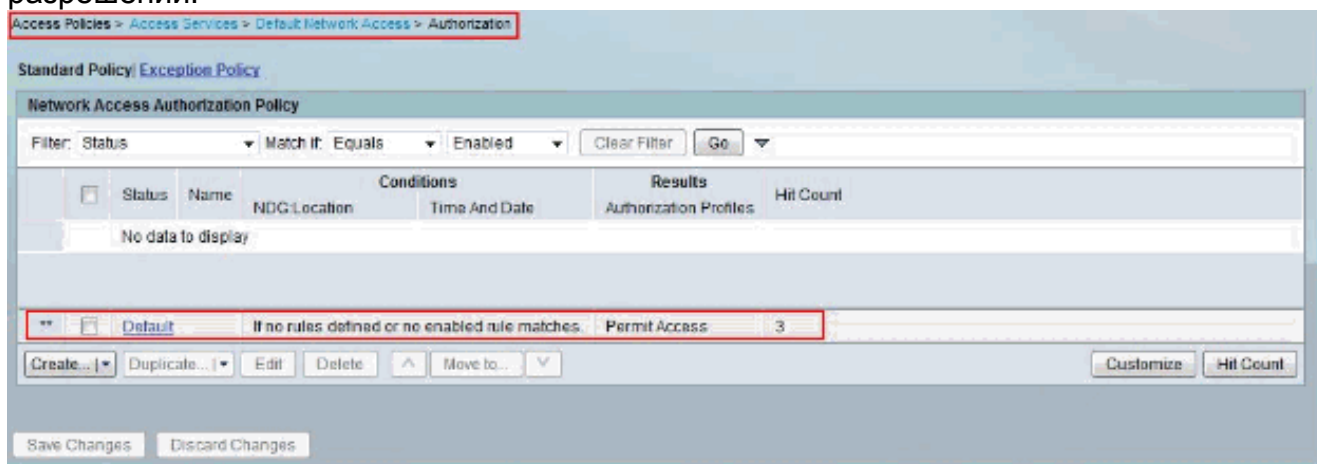 разрешений.
Access Policies > Access Services > Default Network Access > Authorization
Standard Policy| Exception Policy
Network Access Authorization Policy
Filter: Status Match if: Equals Enabled Clear Filter Go
Status Name Conditions Results Hit Count
NDG:Location Time And Date Authorization Profiles
No data to display
** Default If no rules defined or no enabled rule matches. Permit Access 3
Create... | Duplicate... | Edit Delete Move to... Customize Hit Count
Save Changes Discard Changes